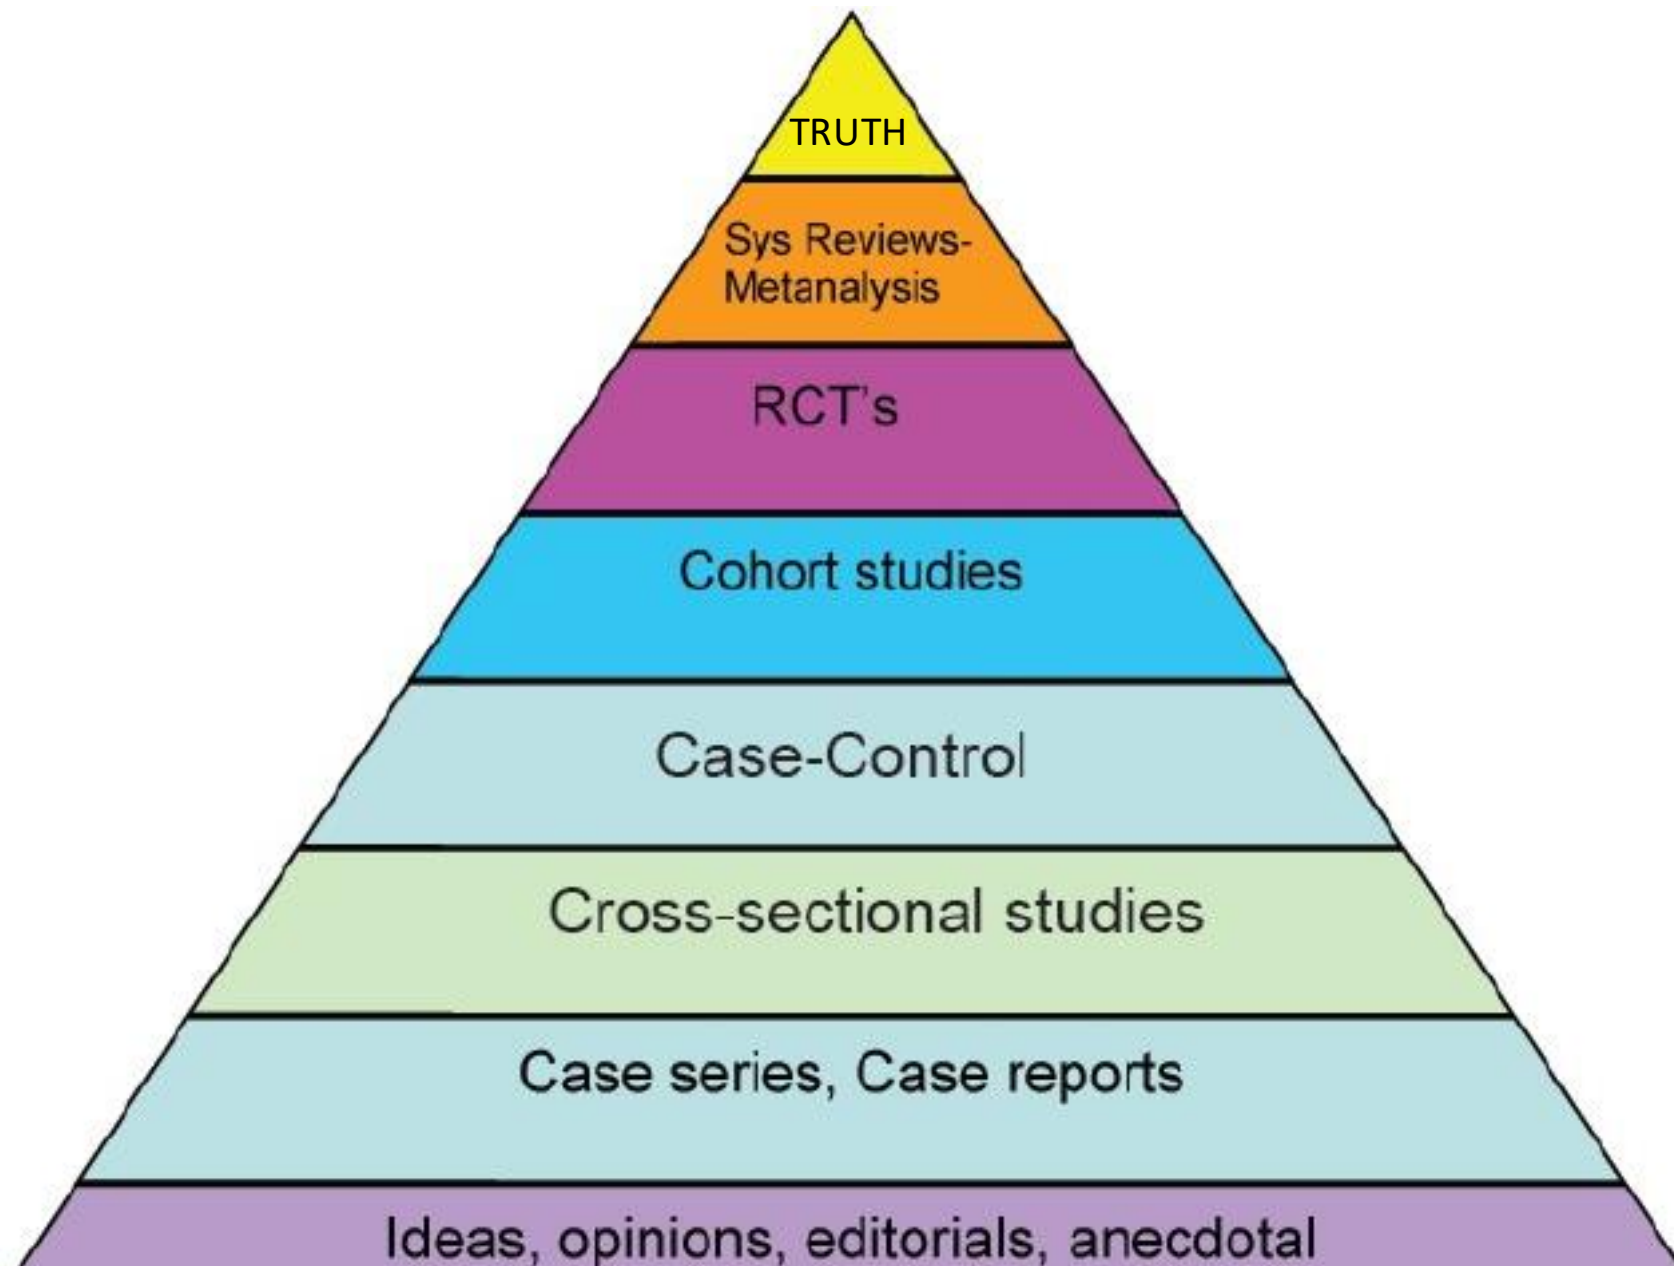 TRUTH
Sys Reviews-
Metanalysis
RCT's
Cohort studies
Case-Control
Cross-sectional studies
Case series, Case reports
Ideas, opinions, editorials, anecdotal